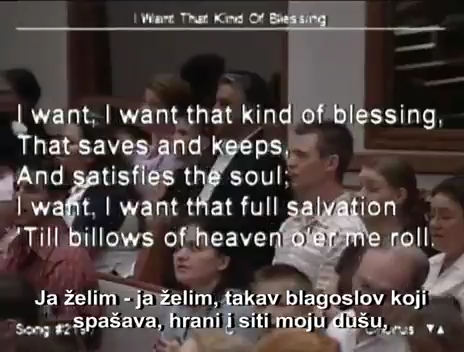 I Want That Kind Of Blessing
I want, I want that kind of blessing,
That saves and keeps,
And satisfies the soul;
I want, I want that full salvation
'Till billows of heaven o'er me roll.
Ja želim - ja želim, takav blagoslov koji
spašava, hrani i siti moju dušu,
Song Chorus ▼▲